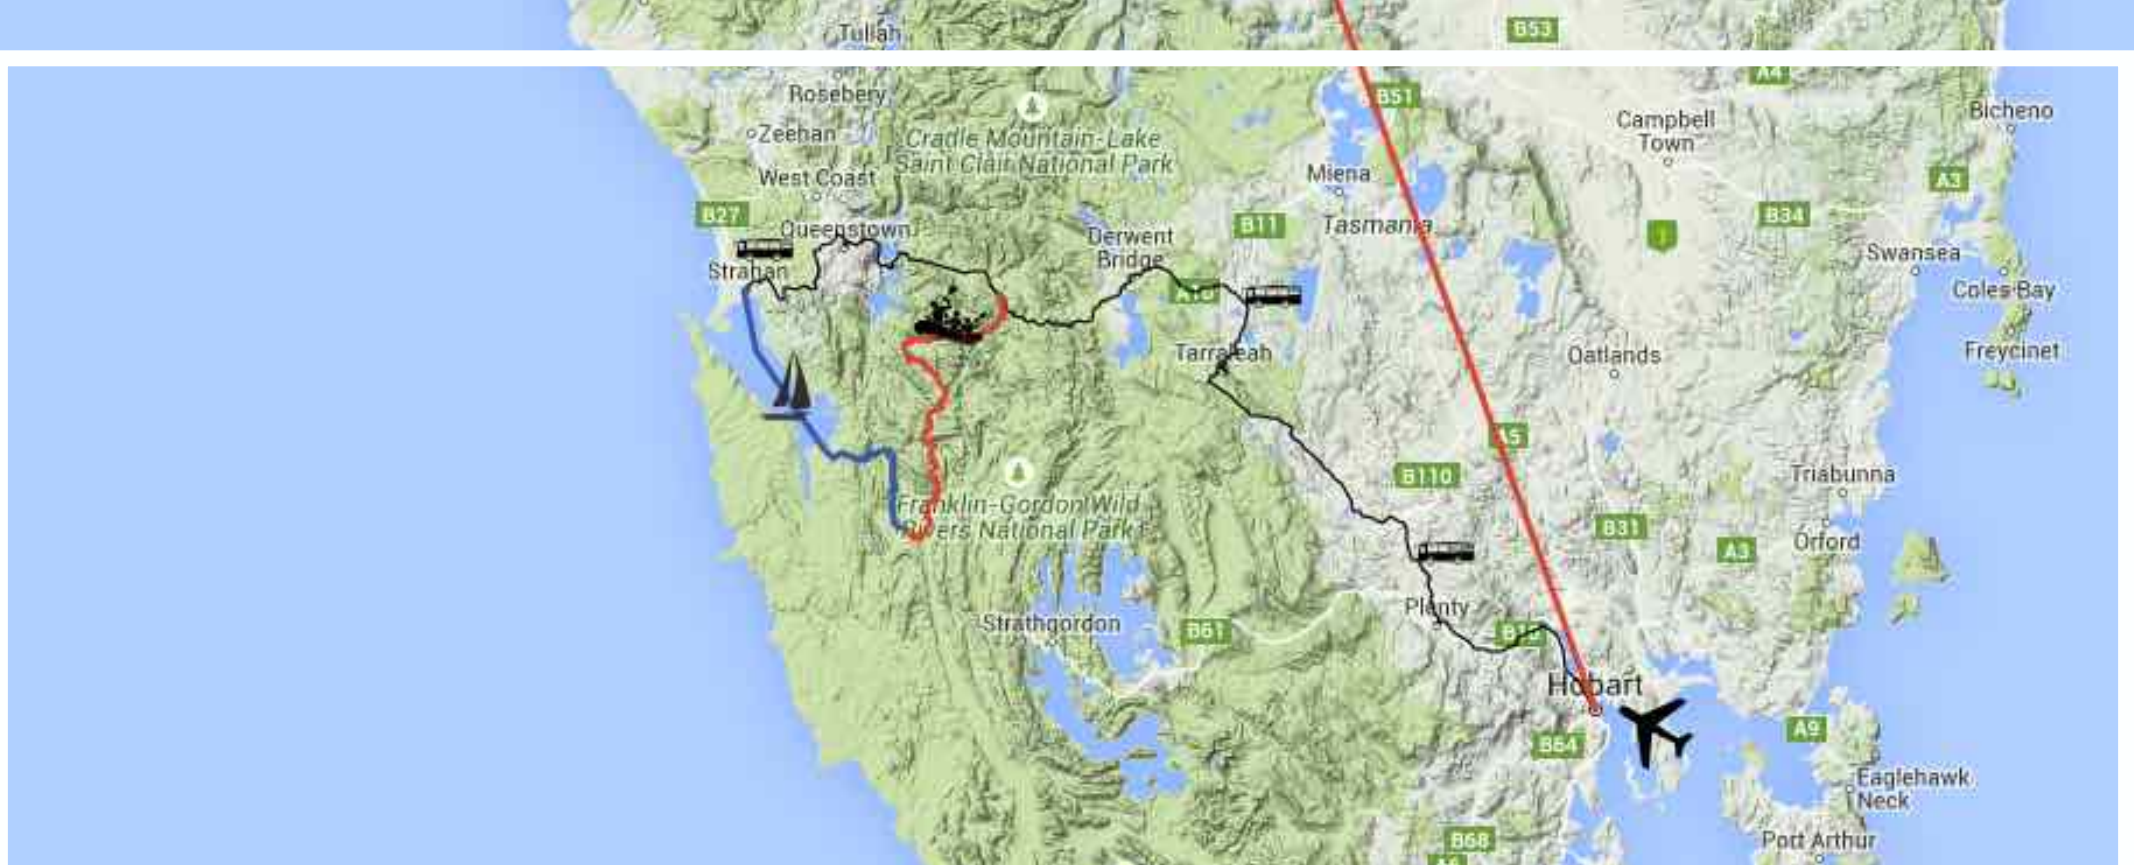 Tullah
B53
Rosebery
B51
A4
Bicheno
Zeehan
Cradle Mountain-Lake
Saint Clair National Park
Campbell
Town
West Coast
Miena
A3
B27
B11
Tasmania
B34
Queenstown
Derwent
Bridge
Swansea
Strahan
A10
Coles Bay
Tarraleah
Oatlands
Freycinet
A5
B110
Triabunna
Franklin-Gordon Wild
Rivers National Park
B31
A3
Orford
Plenty
Strathgordon
B61
Hobart
A9
B64
Eaglehawk
Neck
B68
Port Arthur